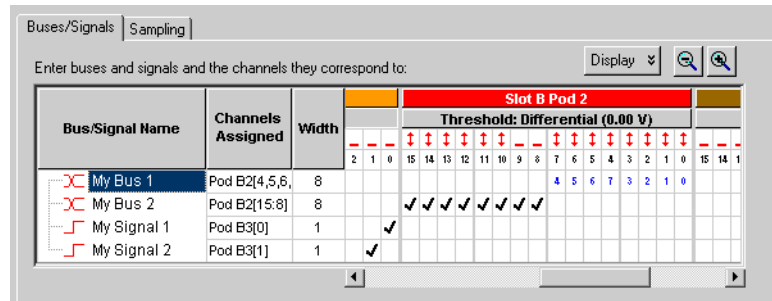 Buses/Signals Sampling
Enter buses and signals and the channels they correspond to: Display
Slot B Pod 2
Bus/Signal Name Channels Assigned Width Threshold: Differential (0.00 V)
2 1 0 15 14 13 12 11 10 9 8 7 6 5 4 3 2 1 0 15 14 1
My Bus 1 Pod B2[4,5,6, 8 4 5 6 7 3 2 1 0
My Bus 2 Pod B2[15:8] 8
My Signal 1 Pod B3[0] 1
My Signal 2 Pod B3[1] 1